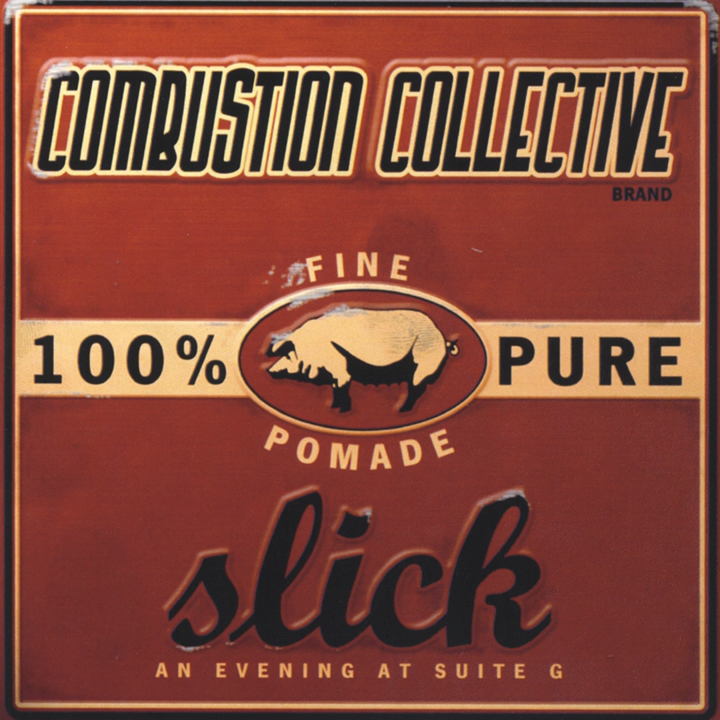 COMBUSTION COLLECTIVE
BRAND
FINE
100% PURE
POMADE
slick
AN EVENING AT SUITE G